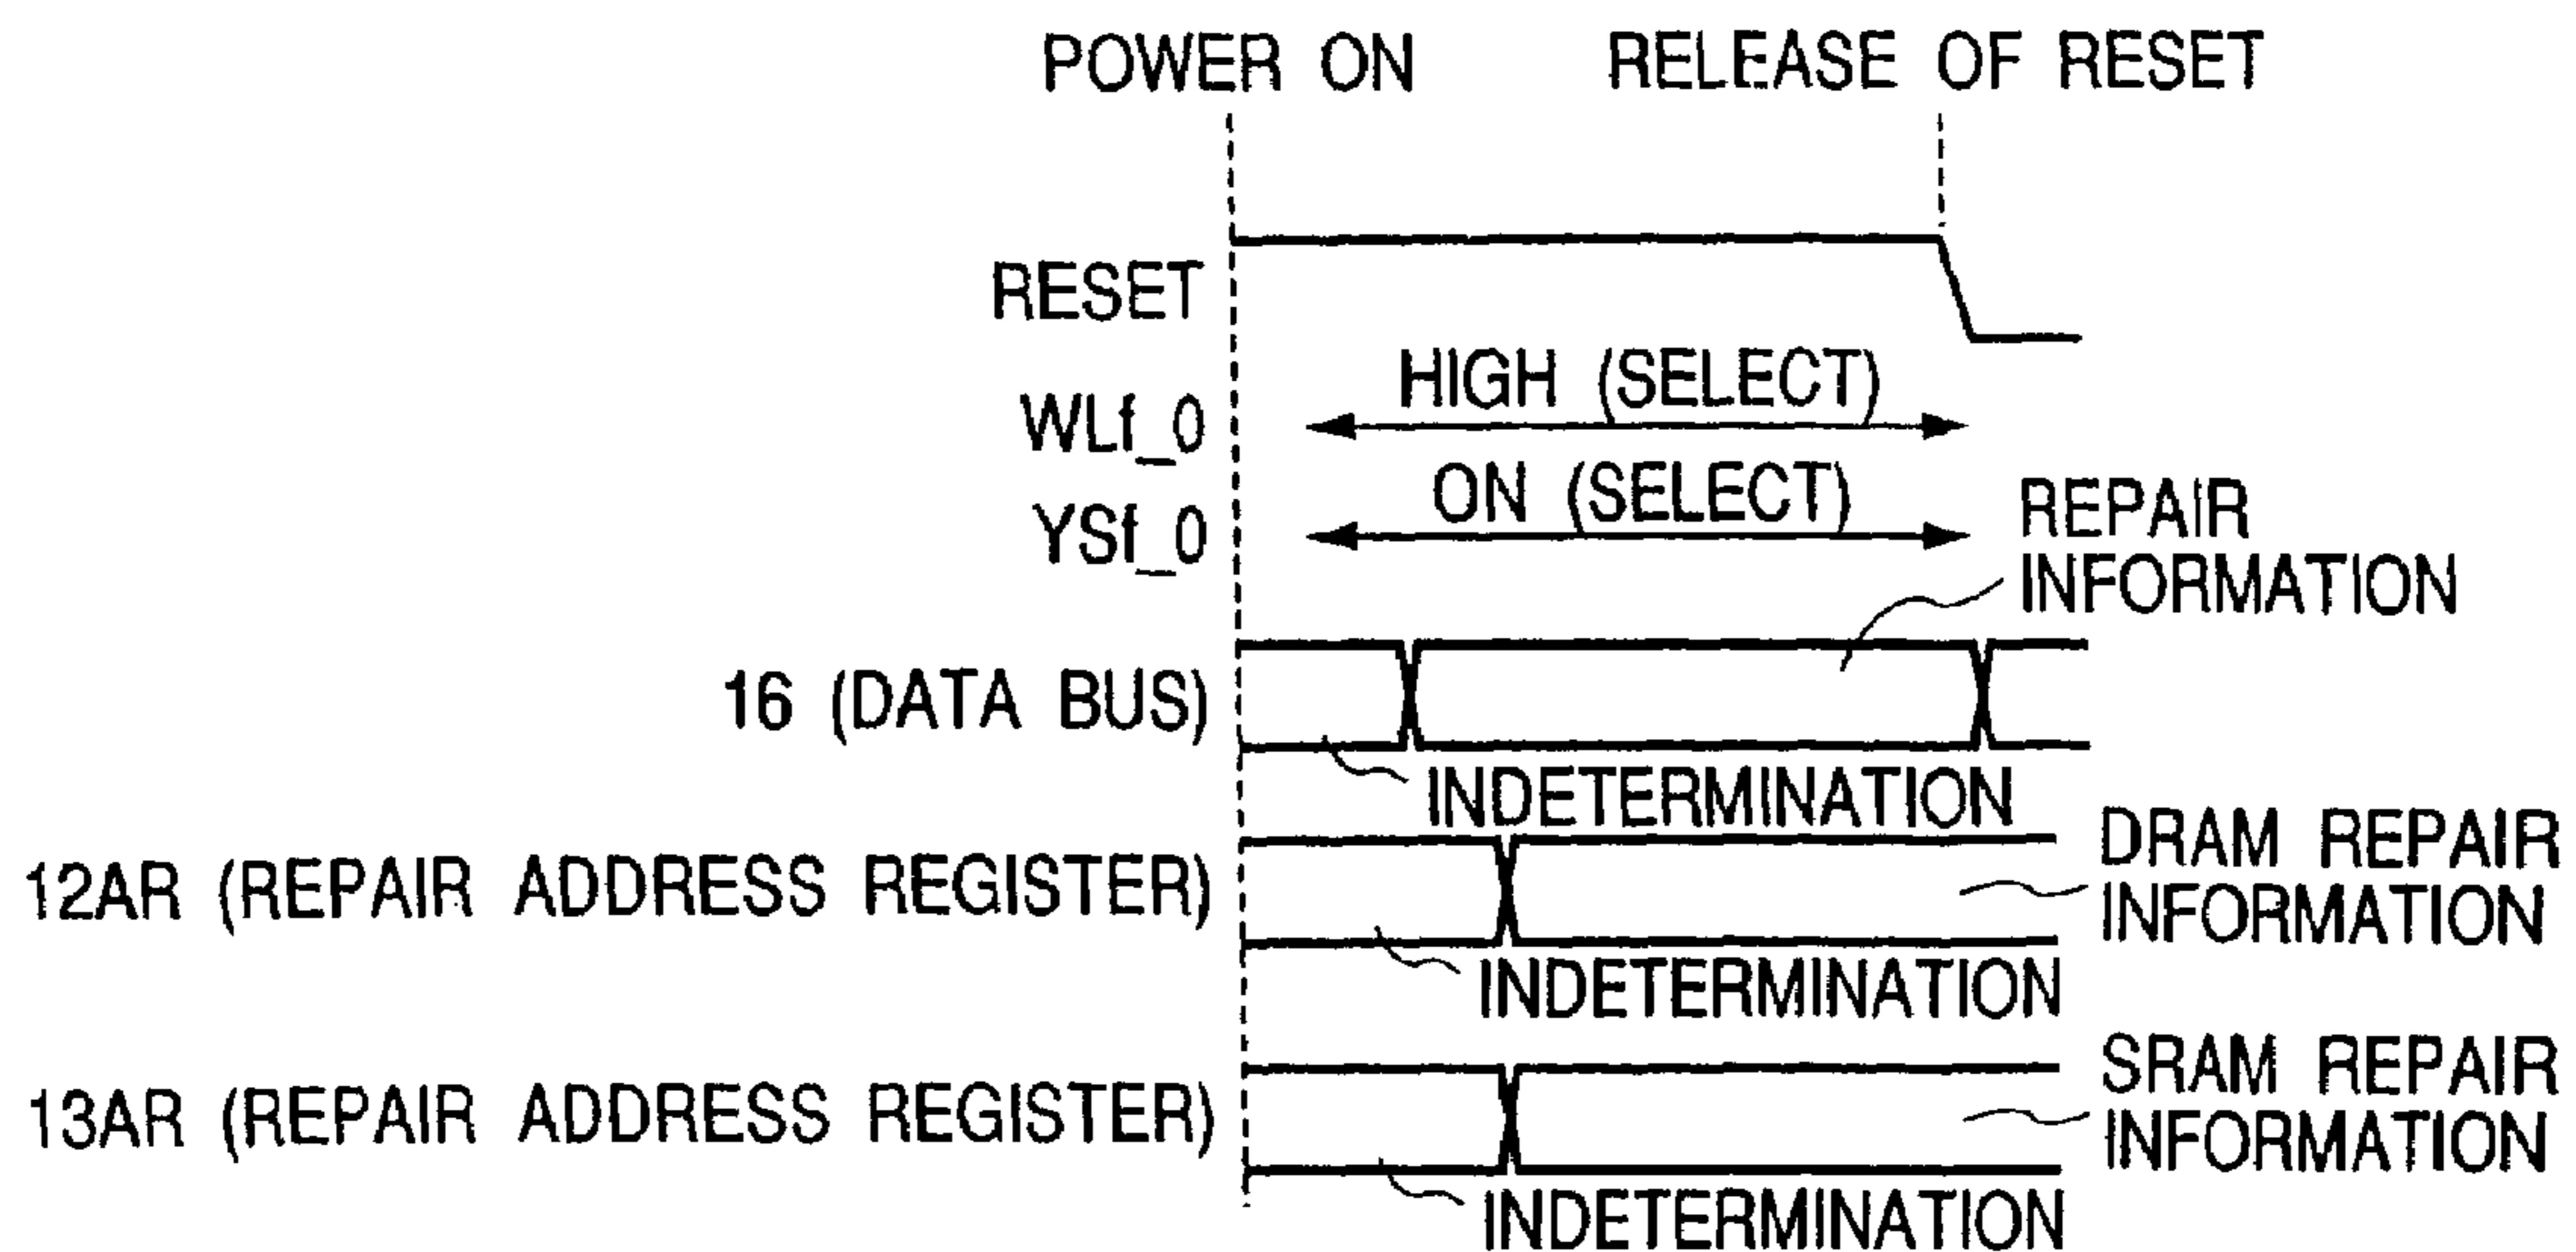 POWER ON
RELEASE OF RESET
RESET
HIGH (SELECT)
WLf_0
ON (SELECT)
YSf_0
REPAIR
INFORMATION
16 (DATA BUS)
INDETERMINATION
12AR (REPAIR ADDRESS REGISTER)
DRAM REPAIR
INFORMATION
INDETERMINATION
13AR (REPAIR ADDRESS REGISTER)
SRAM REPAIR
INFORMATION
INDETERMINATION